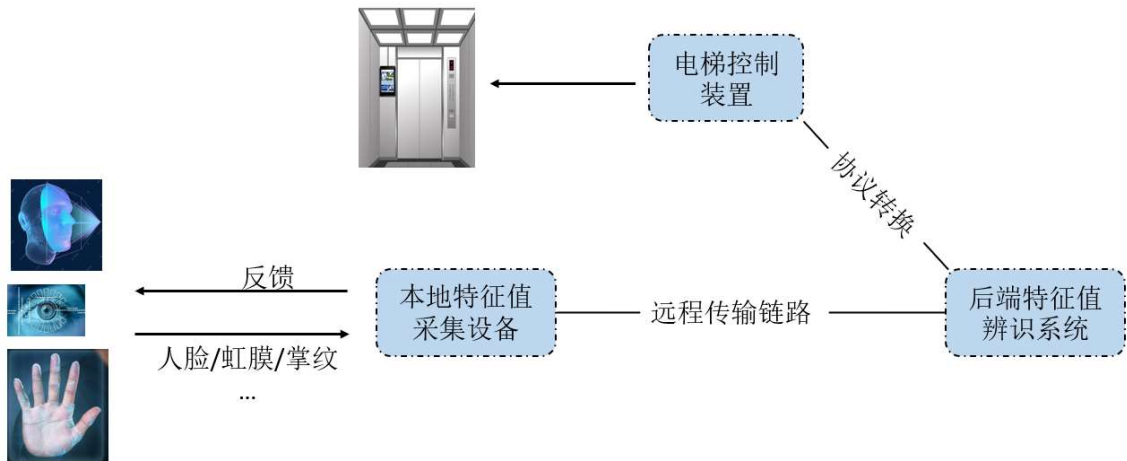 电梯控制
装置
协议转换
反馈
本地特征值
采集设备
远程传输链路
后端特征值
辨识系统
人脸/虹膜/掌纹
...